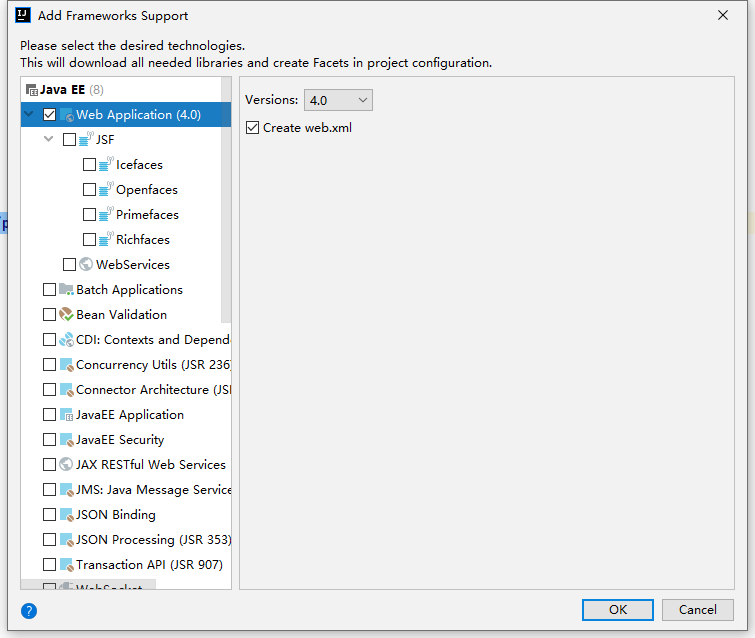 Add Frameworks Support
Please select the desired technologies.
This will download all needed libraries and create Facets in project configuration.
Java EE (8)
Web Application (4.0)
JSF
Icefaces
Openfaces
Primefaces
Richfaces
WebServices
Batch Applications
Bean Validation
CDI: Contexts and Depend
Concurrency Utils (JSR 236)
Connector Architecture (JS
JavaEE Application
JavaEE Security
JAX RESTful Web Services
JMS: Java Message Service
JSON Binding
JSON Processing (JSR 353)
Transaction API (JSR 907)
WebSocket
Versions: 4.0
Create web.xml
?
OK
Cancel